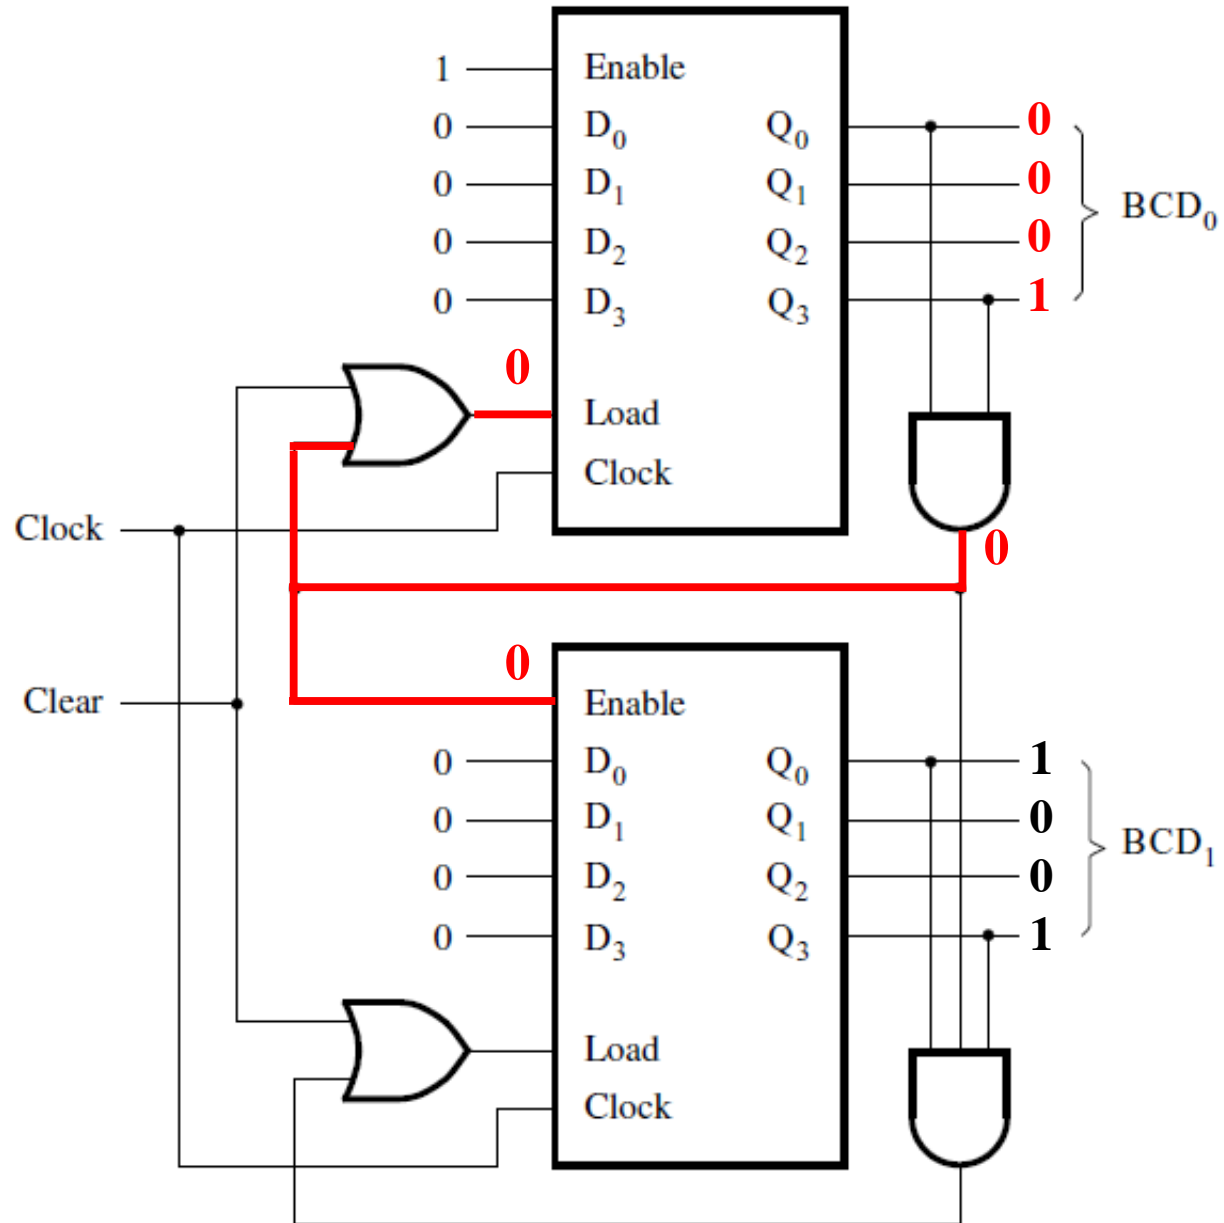 1 Enable
0 D0 Q0 0
0 D1 Q1 0
0 D2 Q2 0
0 D3 Q3 1
BCD0
0 Load
Clock
Clock
0
0
Clear
Enable
0 D0 Q0 1
0 D1 Q1 0
0 D2 Q2 0
0 D3 Q3 1
BCD1
Load
Clock